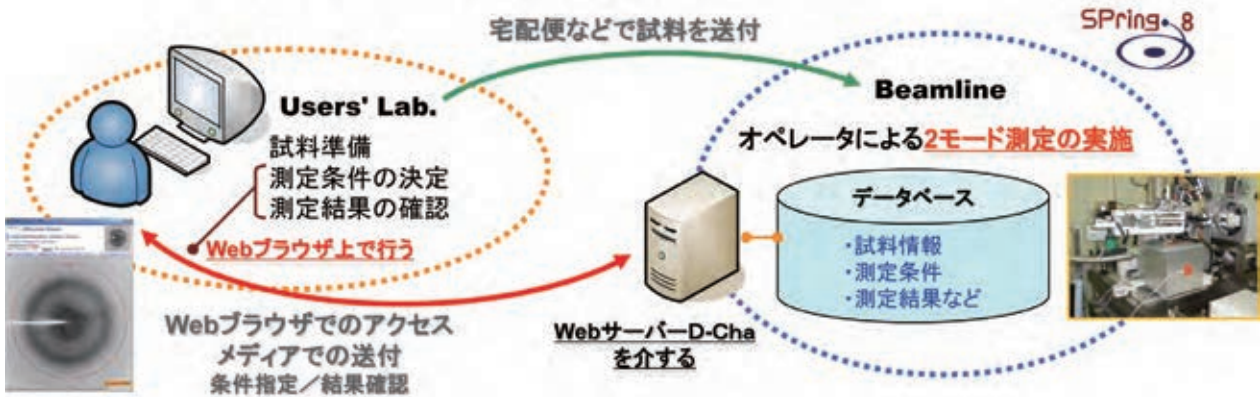 宅配便などで試料を送付
SPring-8
Users' Lab.
試料準備
測定条件の決定
測定結果の確認
Webブラウザ上で行う
Beamline
オペレータによる2モード測定の実施
データベース
・試料情報
・測定条件
・測定結果など
WebサーバーD-Cha
を介する
Webブラウザでのアクセス
メディアでの送付
条件指定／結果確認